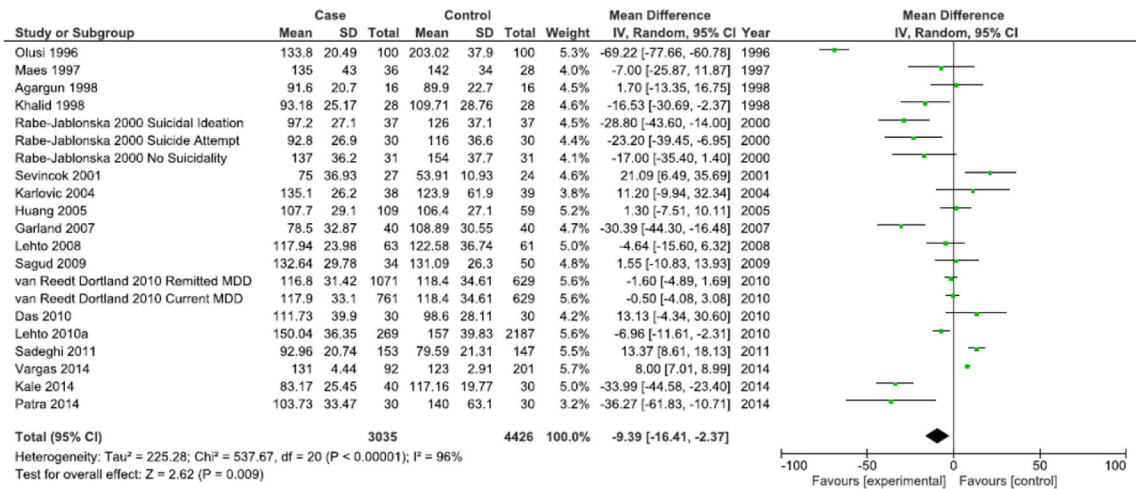 Case Control Mean Difference Mean Difference
Study or Subgroup Mean SD Total Mean SD Total Weight IV, Random, 95% CI Year IV, Random, 95% CI
Olusi 1996 133.8 20.49 100 203.02 37.9 100 5.3% -69.22 [-77.66, -60.78] 1996
Maes 1997 135 43 36 142 34 28 4.0% -7.00 [-25.87, 11.87] 1997
Agargun 1998 91.6 20.7 16 89.9 22.7 16 4.5% 1.70 [-13.35, 16.75] 1998
Khalid 1998 93.18 25.17 28 109.71 28.76 28 4.6% -16.53 [-30.69, -2.37] 1998
Rabe-Jablonska 2000 Suicidal Ideation 97.2 27.1 37 126 37.1 37 4.5% -28.80 [-43.60, -14.00] 2000
Rabe-Jablonska 2000 Suicide Attempt 92.8 26.9 30 116 36.6 30 4.4% -23.20 [-39.45, -6.95] 2000
Rabe-Jablonska 2000 No Suicidality 137 36.2 31 154 37.7 31 4.1% -17.00 [-35.40, 1.40] 2000
Sevincok 2001 75 36.93 27 53.91 10.93 24 4.6% 21.09 [6.49, 35.69] 2001
Karlovic 2004 135.1 26.2 38 123.9 61.9 39 3.8% 11.20 [-9.94, 32.34] 2004
Huang 2005 107.7 29.1 109 106.4 27.1 59 5.2% 1.30 [-7.51, 10.11] 2005
Garland 2007 78.5 32.87 40 108.89 30.55 40 4.7% -30.39 [-44.30, -16.48] 2007
Lehto 2008 117.94 23.98 63 122.58 36.74 61 5.0% -4.64 [-15.60, 6.32] 2008
Sagud 2009 132.64 29.78 34 131.09 26.3 50 4.8% 1.55 [-10.83, 13.93] 2009
van Reedt Dortland 2010 Remitted MDD 116.8 31.42 1071 118.4 34.61 629 5.6% -1.60 [-4.89, 1.69] 2010
van Reedt Dortland 2010 Current MDD 117.9 33.1 761 118.4 34.61 629 5.6% -0.50 [-4.08, 3.08] 2010
Das 2010 111.73 39.9 30 98.6 28.11 30 4.2% 13.13 [-4.34, 30.60] 2010
Lehto 2010a 150.04 36.35 269 157 39.83 2187 5.6% -6.96 [-11.61, -2.31] 2010
Sadeghi 2011 92.96 20.74 153 79.59 21.31 147 5.5% 13.37 [8.61, 18.13] 2011
Vargas 2014 131 4.44 92 123 2.91 201 5.7% 8.00 [7.01, 8.99] 2014
Kale 2014 83.17 25.45 40 117.16 19.77 30 5.0% -33.99 [-44.58, -23.40] 2014
Patra 2014 103.73 33.47 30 140 63.1 30 3.2% -36.27 [-61.83, -10.71] 2014
Total (95% CI) 3035 4426 100.0% -9.39 [-16.41, -2.37]
Heterogeneity: Tau² = 225.28; Chi² = 537.67, df = 20 (P < 0.00001); I² = 96%
Test for overall effect: Z = 2.62 (P = 0.009)
-100 -50 0 50 100
Favours [experimental] Favours [control]